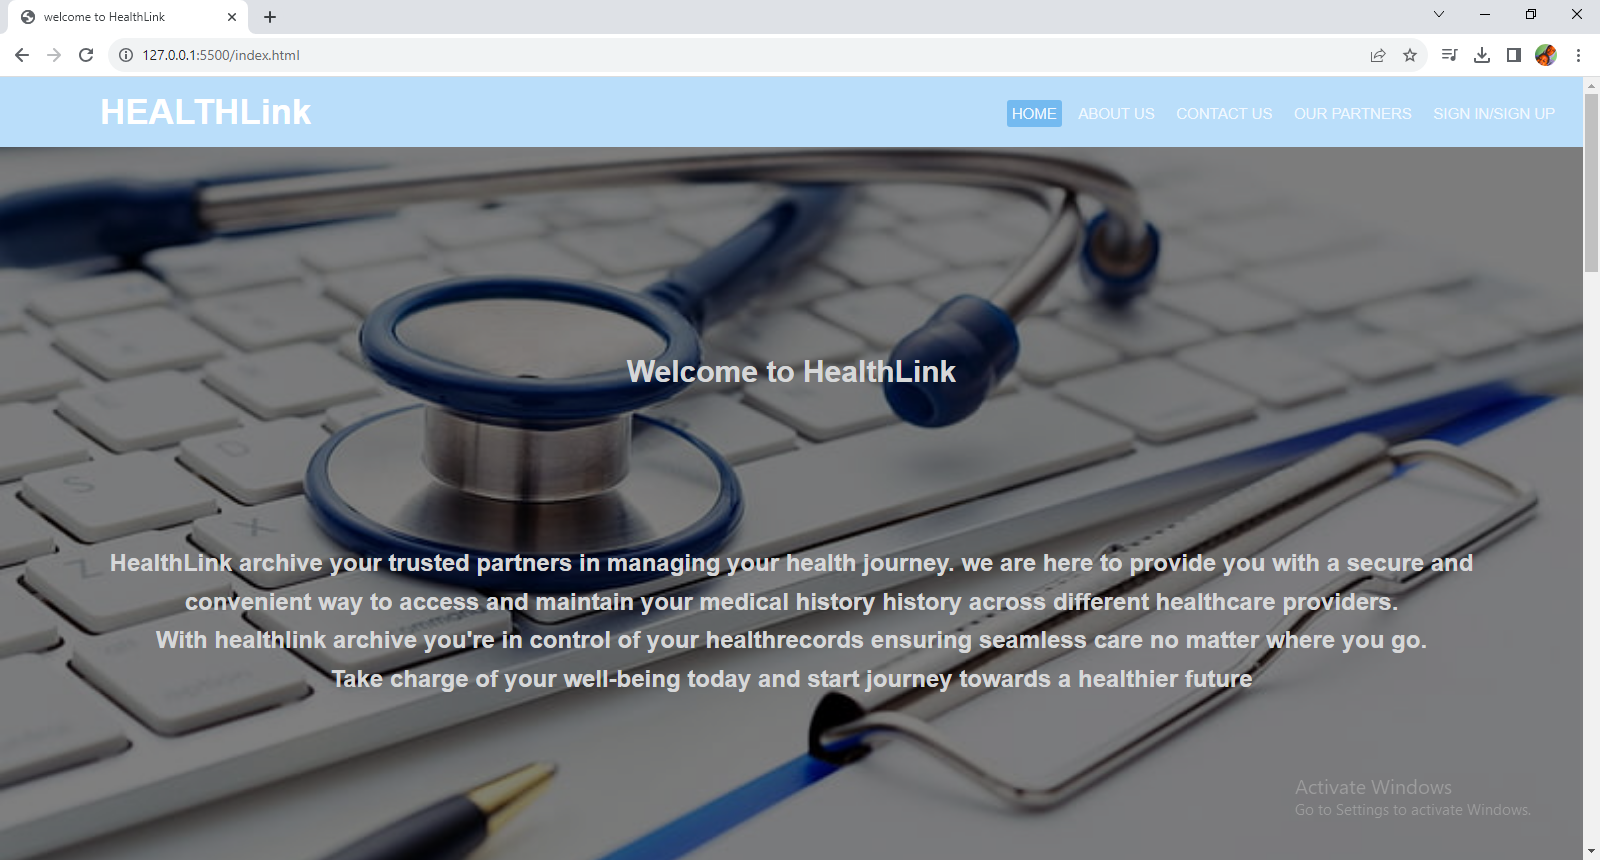 welcome to HealthLink
127.0.0.1:5500/index.html
HEALTHLink
HOME ABOUT US CONTACT US OUR PARTNERS SIGN IN/SIGN UP
Welcome to HealthLink
HealthLink archive your trusted partners in managing your health journey. we are here to provide you with a secure and
convenient way to access and maintain your medical history history across different healthcare providers.
With healthlink archive you're in control of your healthrecords ensuring seamless care no matter where you go.
Take charge of your well-being today and start journey towards a healthier future
Activate Windows
Go to Settings to activate Windows.